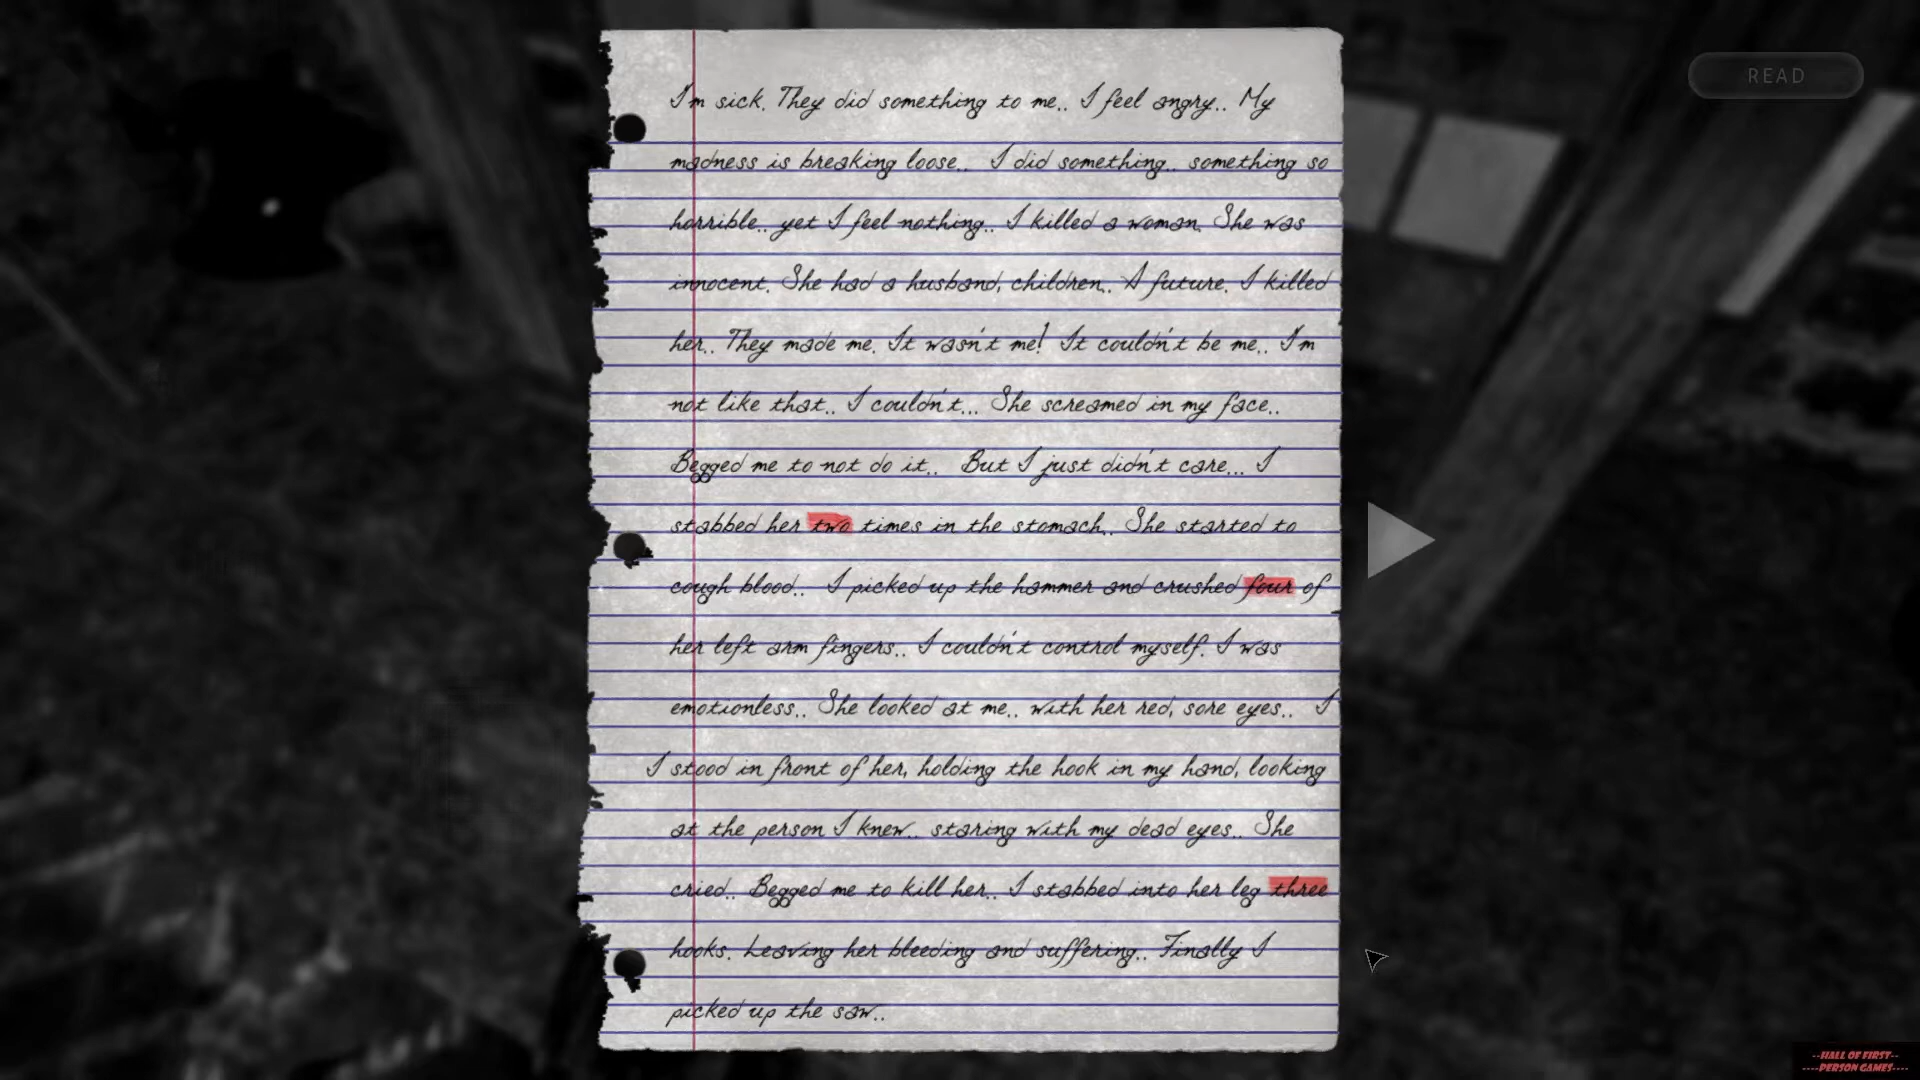 READ
I'm sick. They did something to me.. I feel angry.. My
madness is breaking loose.. I did something.. something so
horrible.. yet I feel nothing.. I killed a woman. She was
innocent. She had a husband, children.. A future. I killed
her.. They made me. It wasn't me! It couldn't be me.. I'm
not like that.. I couldn't... She screamed in my face..
Begged me to not do it.. But I just didn't care... I
stabbed her two times in the stomach.. She started to
cough blood.. I picked up the hammer and crushed four of
her left arm fingers.. I couldn't control myself. I was
emotionless.. She looked at me.. with her red, sore eyes.. I
I stood in front of her, holding the hook in my hand, looking
at the person I knew.. staring with my dead eyes.. She
cried.. Begged me to kill her.. I stabbed into her leg three
hooks. Leaving her bleeding and suffering.. Finally I
picked up the saw..
--HALL OF FIRST--
----PERSON GAMES----